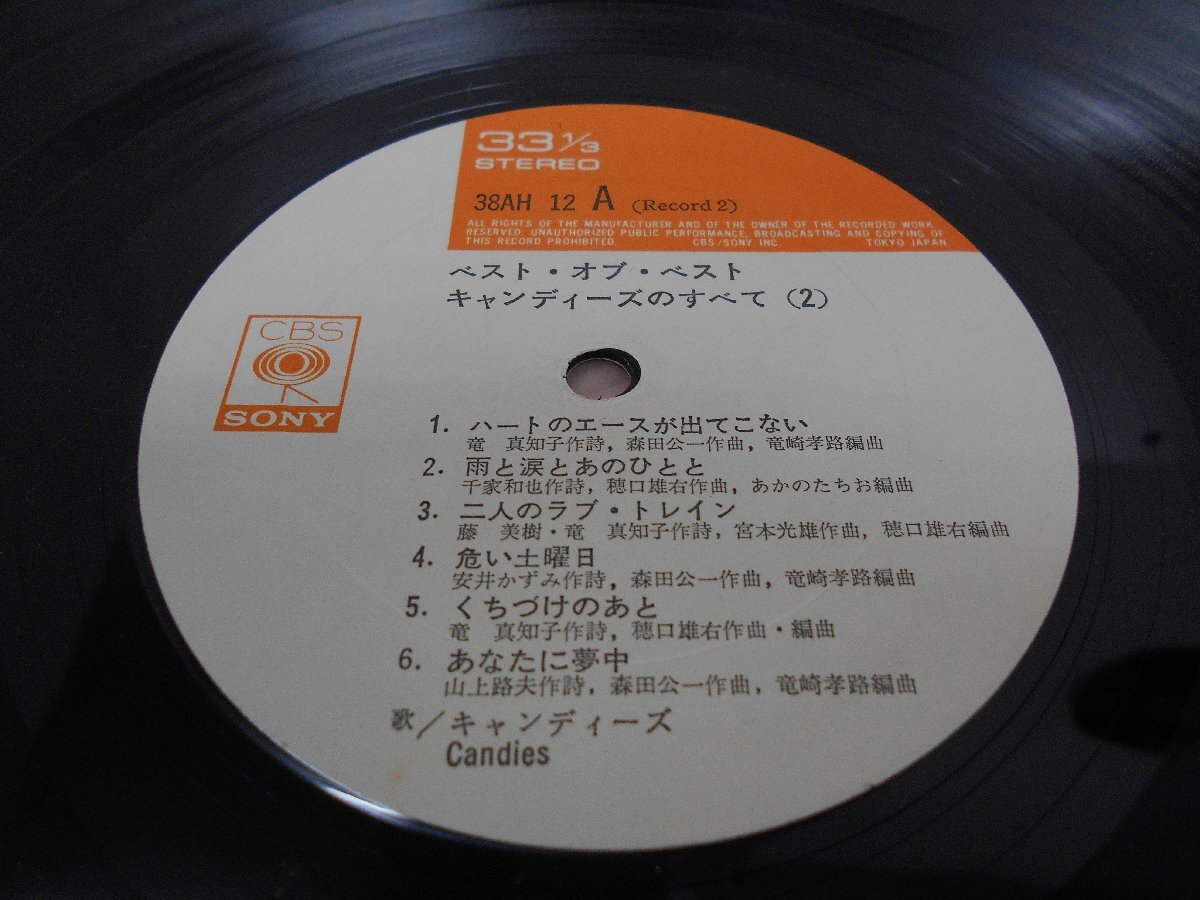 33 1/3
STEREO
38AH 12 A (Record 2)
ALL RIGHTS OF THE MANUFACTURER AND OF THE OWNER OF THE RECORDED WORK
RESERVED. UNAUTHORIZED PUBLIC PERFORMANCE, BROADCASTING AND COPYING OF
THIS RECORD PROHIBITED. CBS/SONY INC. TOKYO JAPAN
ベスト・オブ・ベスト
キャンディーズのすべて (2)
CBS
SONY
1. ハートのエースが出てこない
竜 真知子作詩, 森田公一作曲, 竜崎孝路編曲
2. 雨と涙とあのひとと
千家和也作詩, 穂口雄右作曲, あかのたちお編曲
3. 二人のラブ・トレイン
藤 美樹・竜 真知子作詩, 宮本光雄作曲, 穂口雄右編曲
4. 危い土曜日
安井かずみ作詩, 森田公一作曲, 竜崎孝路編曲
5. くちづけのあと
竜 真知子作詩, 穂口雄右作曲・編曲
6. あなたに夢中
山上路夫作詩, 森田公一作曲, 竜崎孝路編曲
歌/キャンディーズ
Candies